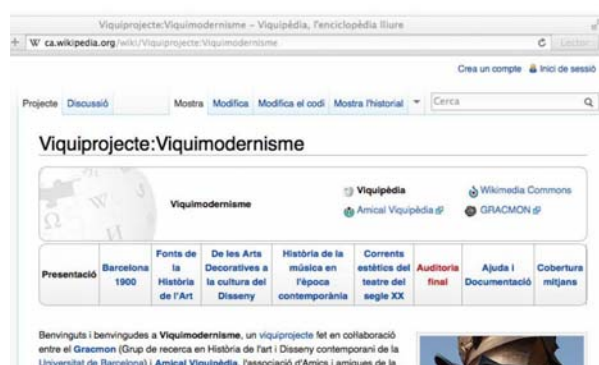 Viquiprojecte:Viquimodernisme – Viquipèdia, l'enciclopèdia lliure
W ca.wikipedia.org/wiki/Viquiprojecte:Viquimodernisme
Lector
Crea un compte Inici de sessió
Projecte Discussió Mostra Modifica Modifica el codi Mostra l'historial Cerca
Viquiprojecte:Viquimodernisme
Viquimodernisme
Viquipèdia
Wikimedia Commons
Amical Viquipèdia
GRACMON
Presentació
Barcelona
1900
Fonts de
la
Història
de l'Art
De les Arts
Decoratives a
la cultura del
Disseny
Història de la
música en
l'època
contemporània
Corrents
estètics del
teatre del
segle XX
Auditoria
final
Ajuda i
Documentació
Cobertura
mitjans
Benvinguts i benvingudes a Viquimodernisme, un viquiprojecte fet en col·laboració
entre el Gracmon (Grup de recerca en Història de l'art i Disseny contemporani de la
Universitat de Barcelona) i Amical Viquipèdia, l'associació d'Amics i amigues de la